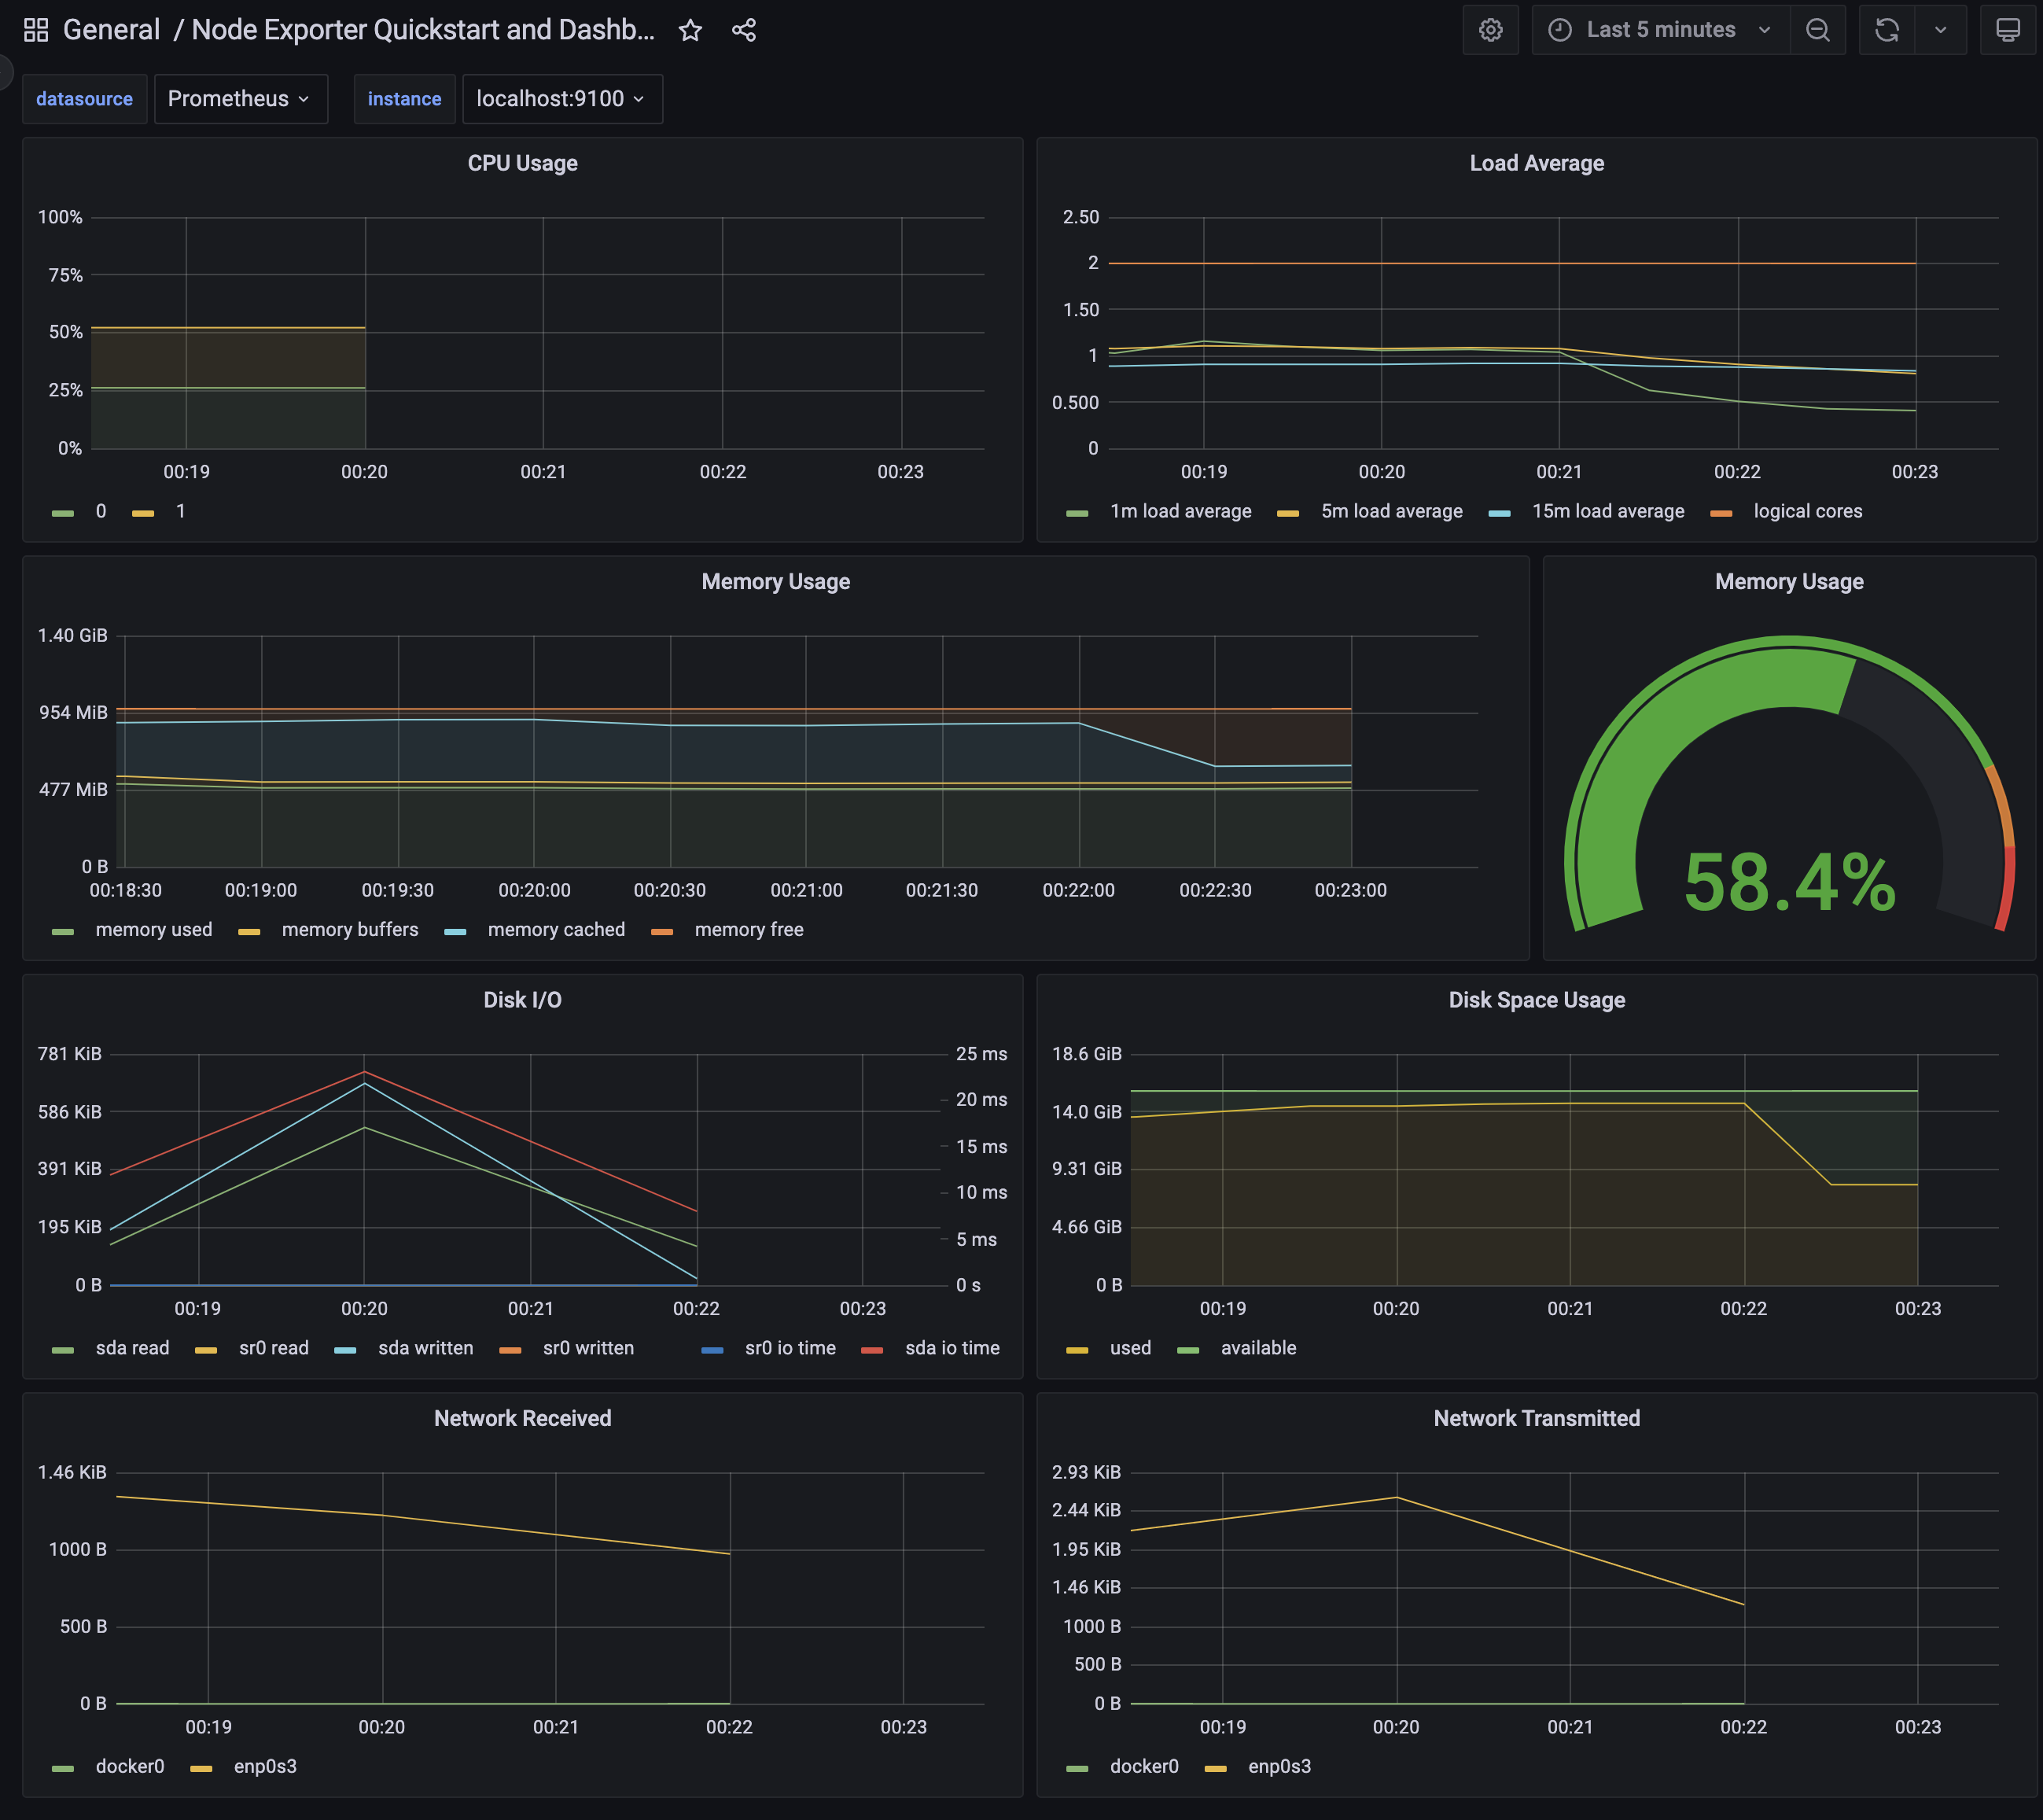 General / Node Exporter Quickstart and Dashb... Last 5 minutes
datasource Prometheus instance localhost:9100
CPU Usage
100%
75%
50%
25%
0%
00:19 00:20 00:21 00:22 00:23
0 1
Load Average
2.50
2
1.50
1
0.500
0
00:19 00:20 00:21 00:22 00:23
1m load average 5m load average 15m load average logical cores
Memory Usage
1.40 GiB
954 MiB
477 MiB
0 B
00:18:30 00:19:00 00:19:30 00:20:00 00:20:30 00:21:00 00:21:30 00:22:00 00:22:30 00:23:00
memory used memory buffers memory cached memory free
Memory Usage
58.4%
Disk I/O
781 KiB
586 KiB
391 KiB
195 KiB
0 B
25 ms
20 ms
15 ms
10 ms
5 ms
0 s
00:19 00:20 00:21 00:22 00:23
sda read sr0 read sda written sr0 written sr0 io time sda io time
Disk Space Usage
18.6 GiB
14.0 GiB
9.31 GiB
4.66 GiB
0 B
00:19 00:20 00:21 00:22 00:23
used available
Network Received
1.46 KiB
1000 B
500 B
0 B
00:19 00:20 00:21 00:22 00:23
docker0 enp0s3
Network Transmitted
2.93 KiB
2.44 KiB
1.95 KiB
1.46 KiB
1000 B
500 B
0 B
00:19 00:20 00:21 00:22 00:23
docker0 enp0s3